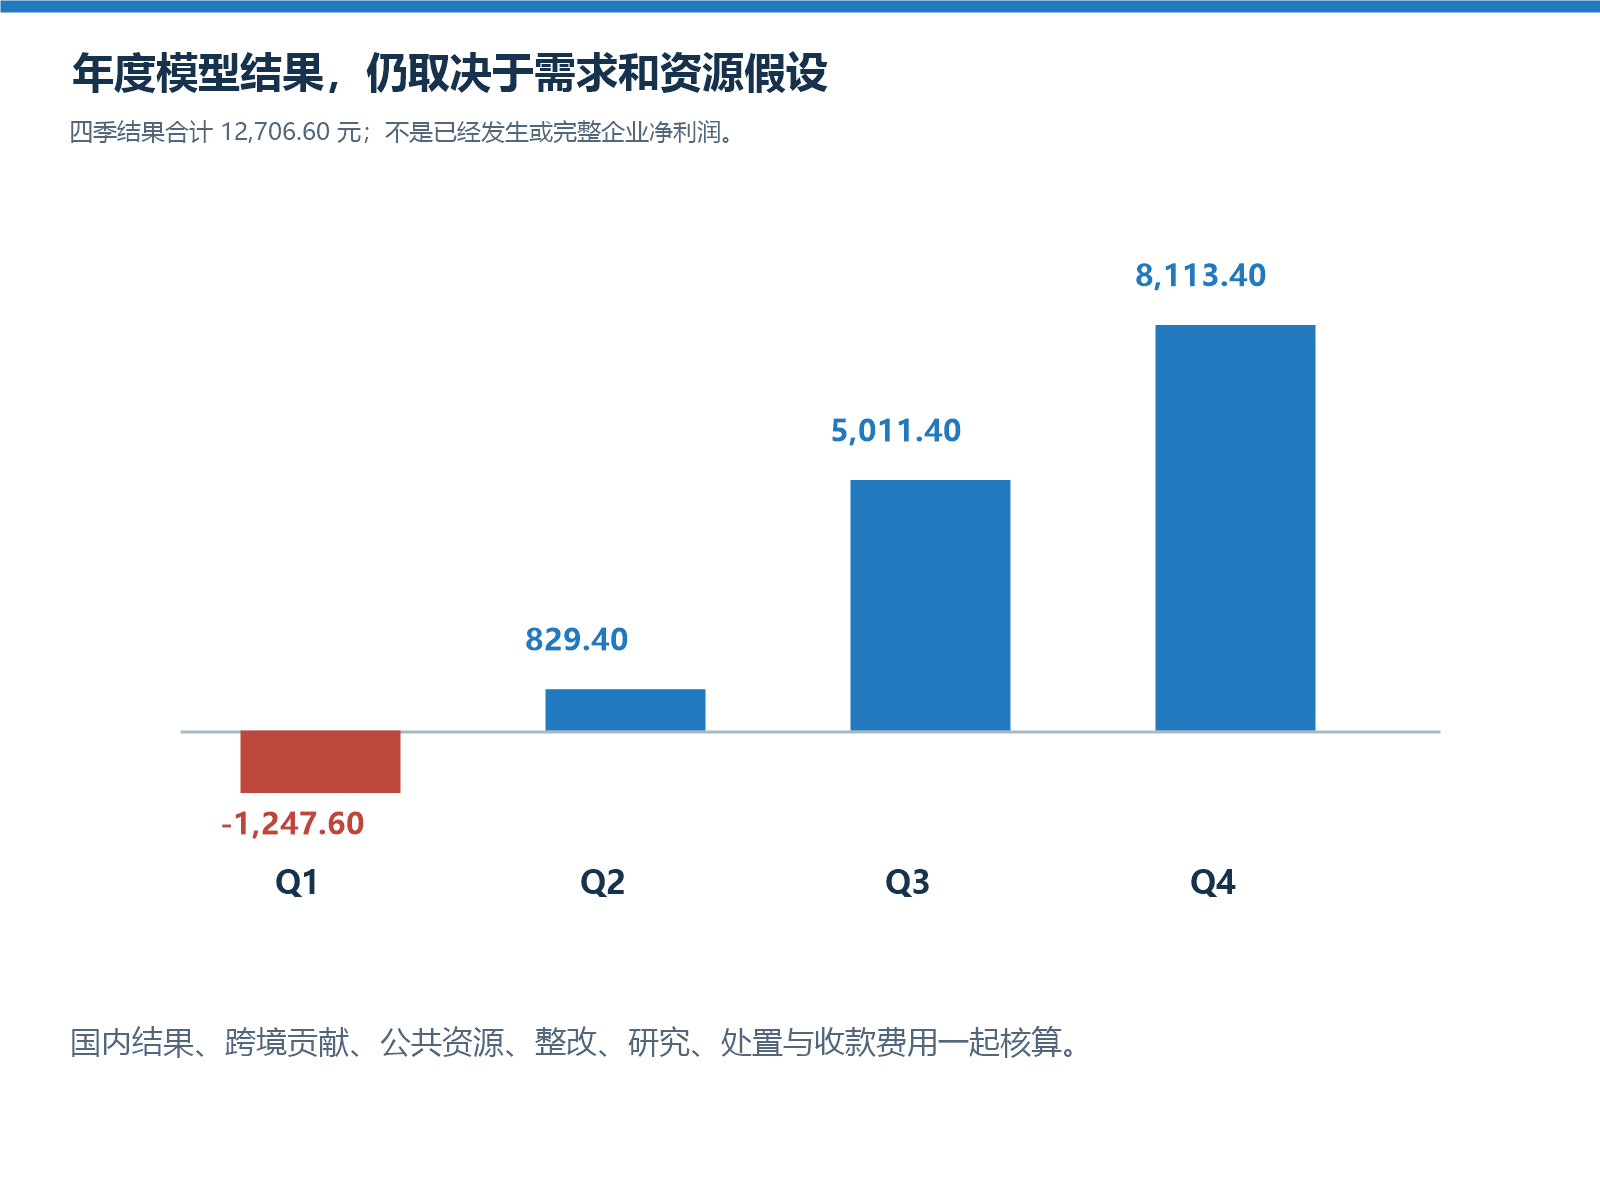 年度模型结果，仍取决于需求和资源假设
四季结果合计 12,706.60 元；不是已经发生或完整企业净利润。
8,113.40
5,011.40
829.40
-1,247.60
Q1 Q2 Q3 Q4
国内结果、跨境贡献、公共资源、整改、研究、处置与收款费用一起核算。